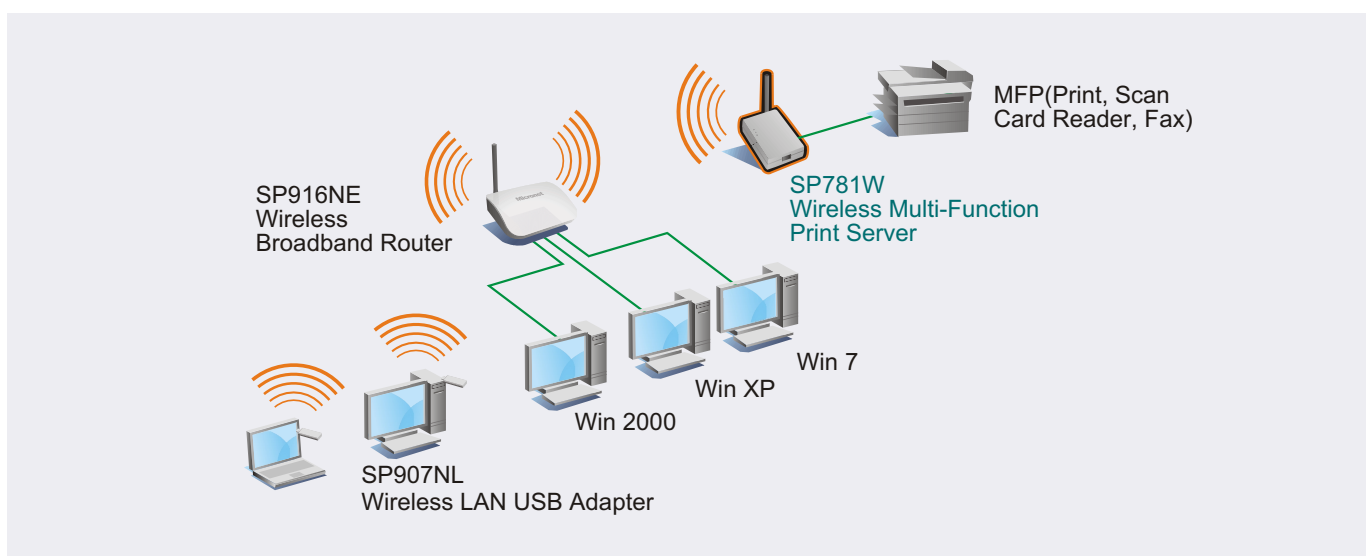 MFP(Print, Scan
Card Reader, Fax)
SP781W
Wireless Multi-Function
Print Server
SP916NE
Wireless
Broadband Router
Micronet
Win 7
Win XP
Win 2000
SP907NL
Wireless LAN USB Adapter